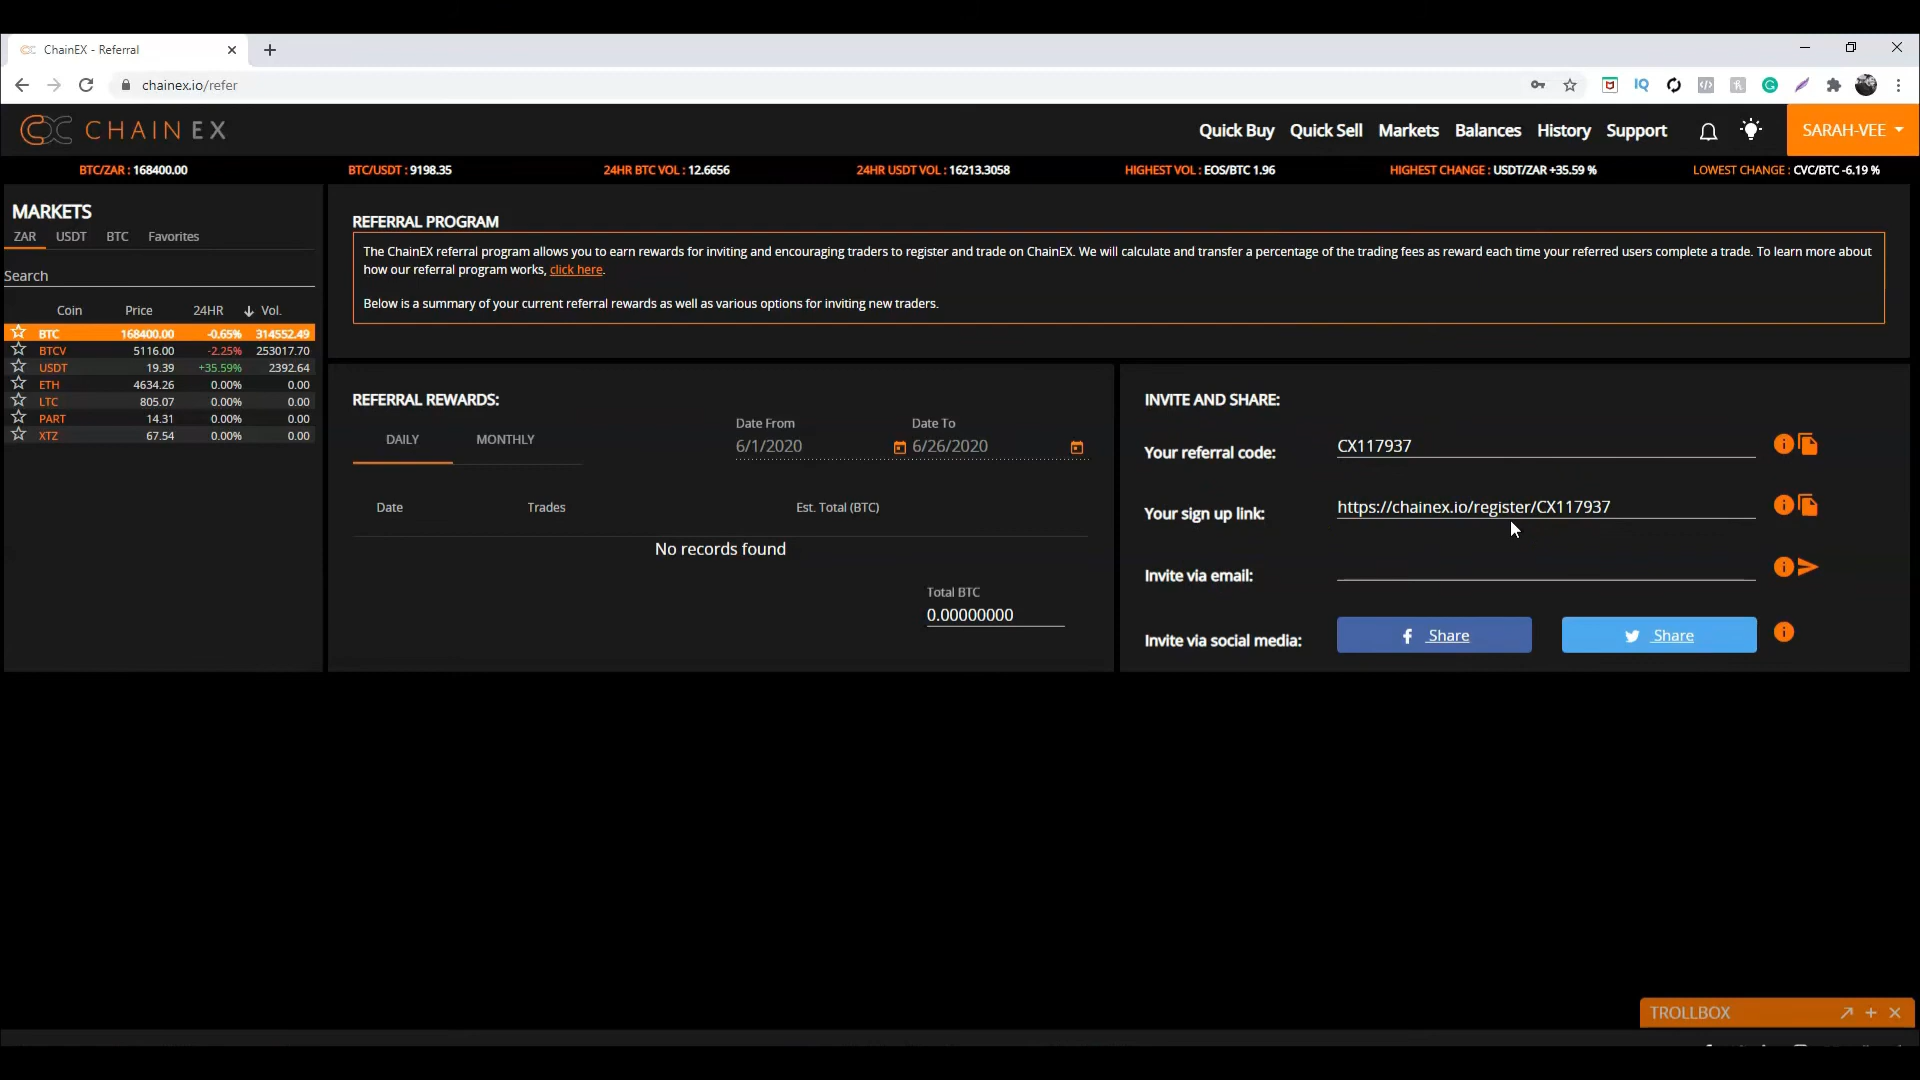 ChainEX - Referral
chainex.io/refer
CHAINEX
Quick Buy Quick Sell Markets Balances History Support SARAH-VEE
BTC/ZAR : 168400.00 BTC/USDT : 9198.35 24HR BTC VOL : 12.6656 24HR USDT VOL : 16213.3058 HIGHEST VOL : EOS/BTC 1.96 HIGHEST CHANGE : USDT/ZAR +35.59 % LOWEST CHANGE : CVC/BTC -6.19 %
MARKETS
ZAR USDT BTC Favorites
Search
Coin Price 24HR Vol.
BTC 168400.00 -0.65% 314552.49
BTCV 5116.00 -2.25% 253017.70
USDT 19.39 +35.59% 2392.64
ETH 4634.26 0.00% 0.00
LTC 805.07 0.00% 0.00
PART 14.31 0.00% 0.00
XTZ 67.54 0.00% 0.00
REFERRAL PROGRAM
The ChainEX referral program allows you to earn rewards for inviting and encouraging traders to register and trade on ChainEX. We will calculate and transfer a percentage of the trading fees as reward each time your referred users complete a trade. To learn more about
how our referral program works, click here.
Below is a summary of your current referral rewards as well as various options for inviting new traders.
REFERRAL REWARDS:
DAILY MONTHLY
Date From Date To
6/1/2020 6/26/2020
Date Trades Est. Total (BTC)
No records found
Total BTC
0.00000000
INVITE AND SHARE:
Your referral code: CX117937
Your sign up link: https://chainex.io/register/CX117937
Invite via email:
Invite via social media: Share Share
TROLLBOX